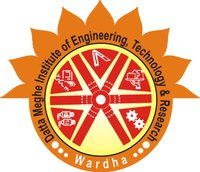 Datta Meghe Institute of Engineering, Technology & Research
Wardha